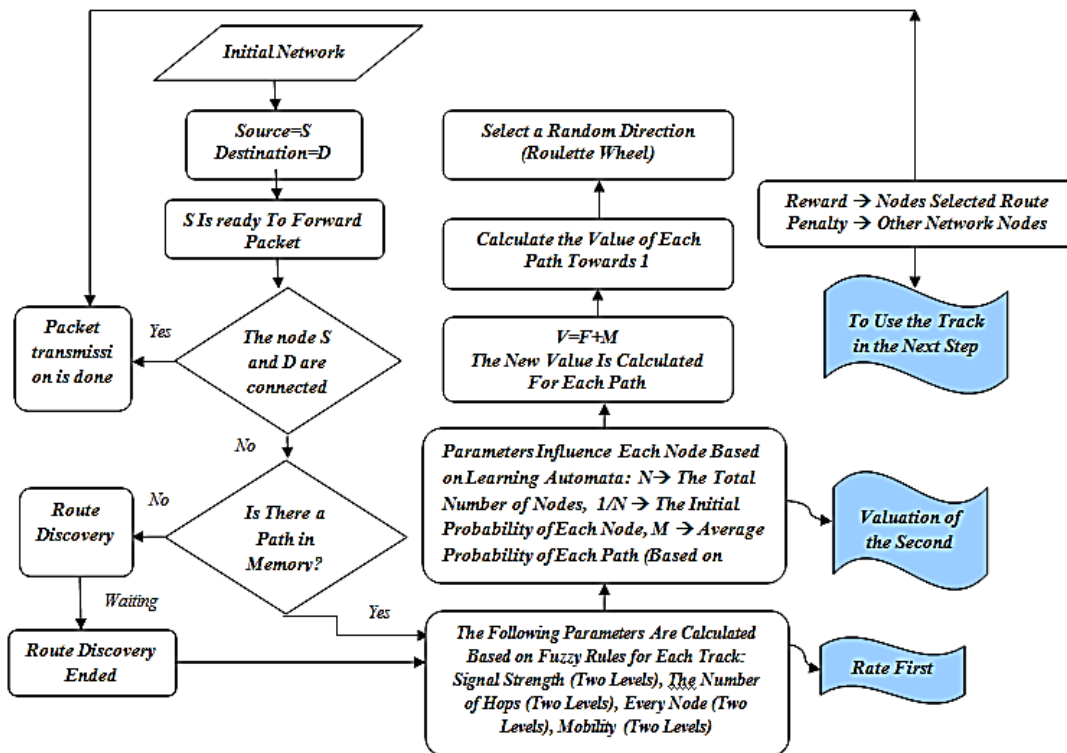 Initial Network
Source=S
Destination=D
S Is ready To Forward
Packet
The node S
and D are
connected
Yes
Packet
transmissi
on is done
No
Is There a
Path in
Memory?
No
Route
Discovery
Waiting
Route Discovery
Ended
Yes
The Following Parameters Are Calculated
Based on Fuzzy Rules for Each Track:
Signal Strength (Two Levels), The Number
of Hops (Two Levels), Every Node (Two
Levels), Mobility (Two Levels)
Rate First
Parameters Influence Each Node Based
on Learning Automata: N→ The Total
Number of Nodes, 1/N → The Initial
Probability of Each Node, M → Average
Probability of Each Path (Based on
Valuation of
the Second
V=F+M
The New Value Is Calculated
For Each Path
Calculate the Value of Each
Path Towards 1
Select a Random Direction
(Roulette Wheel)
Reward → Nodes Selected Route
Penalty → Other Network Nodes
To Use the Track
in the Next Step